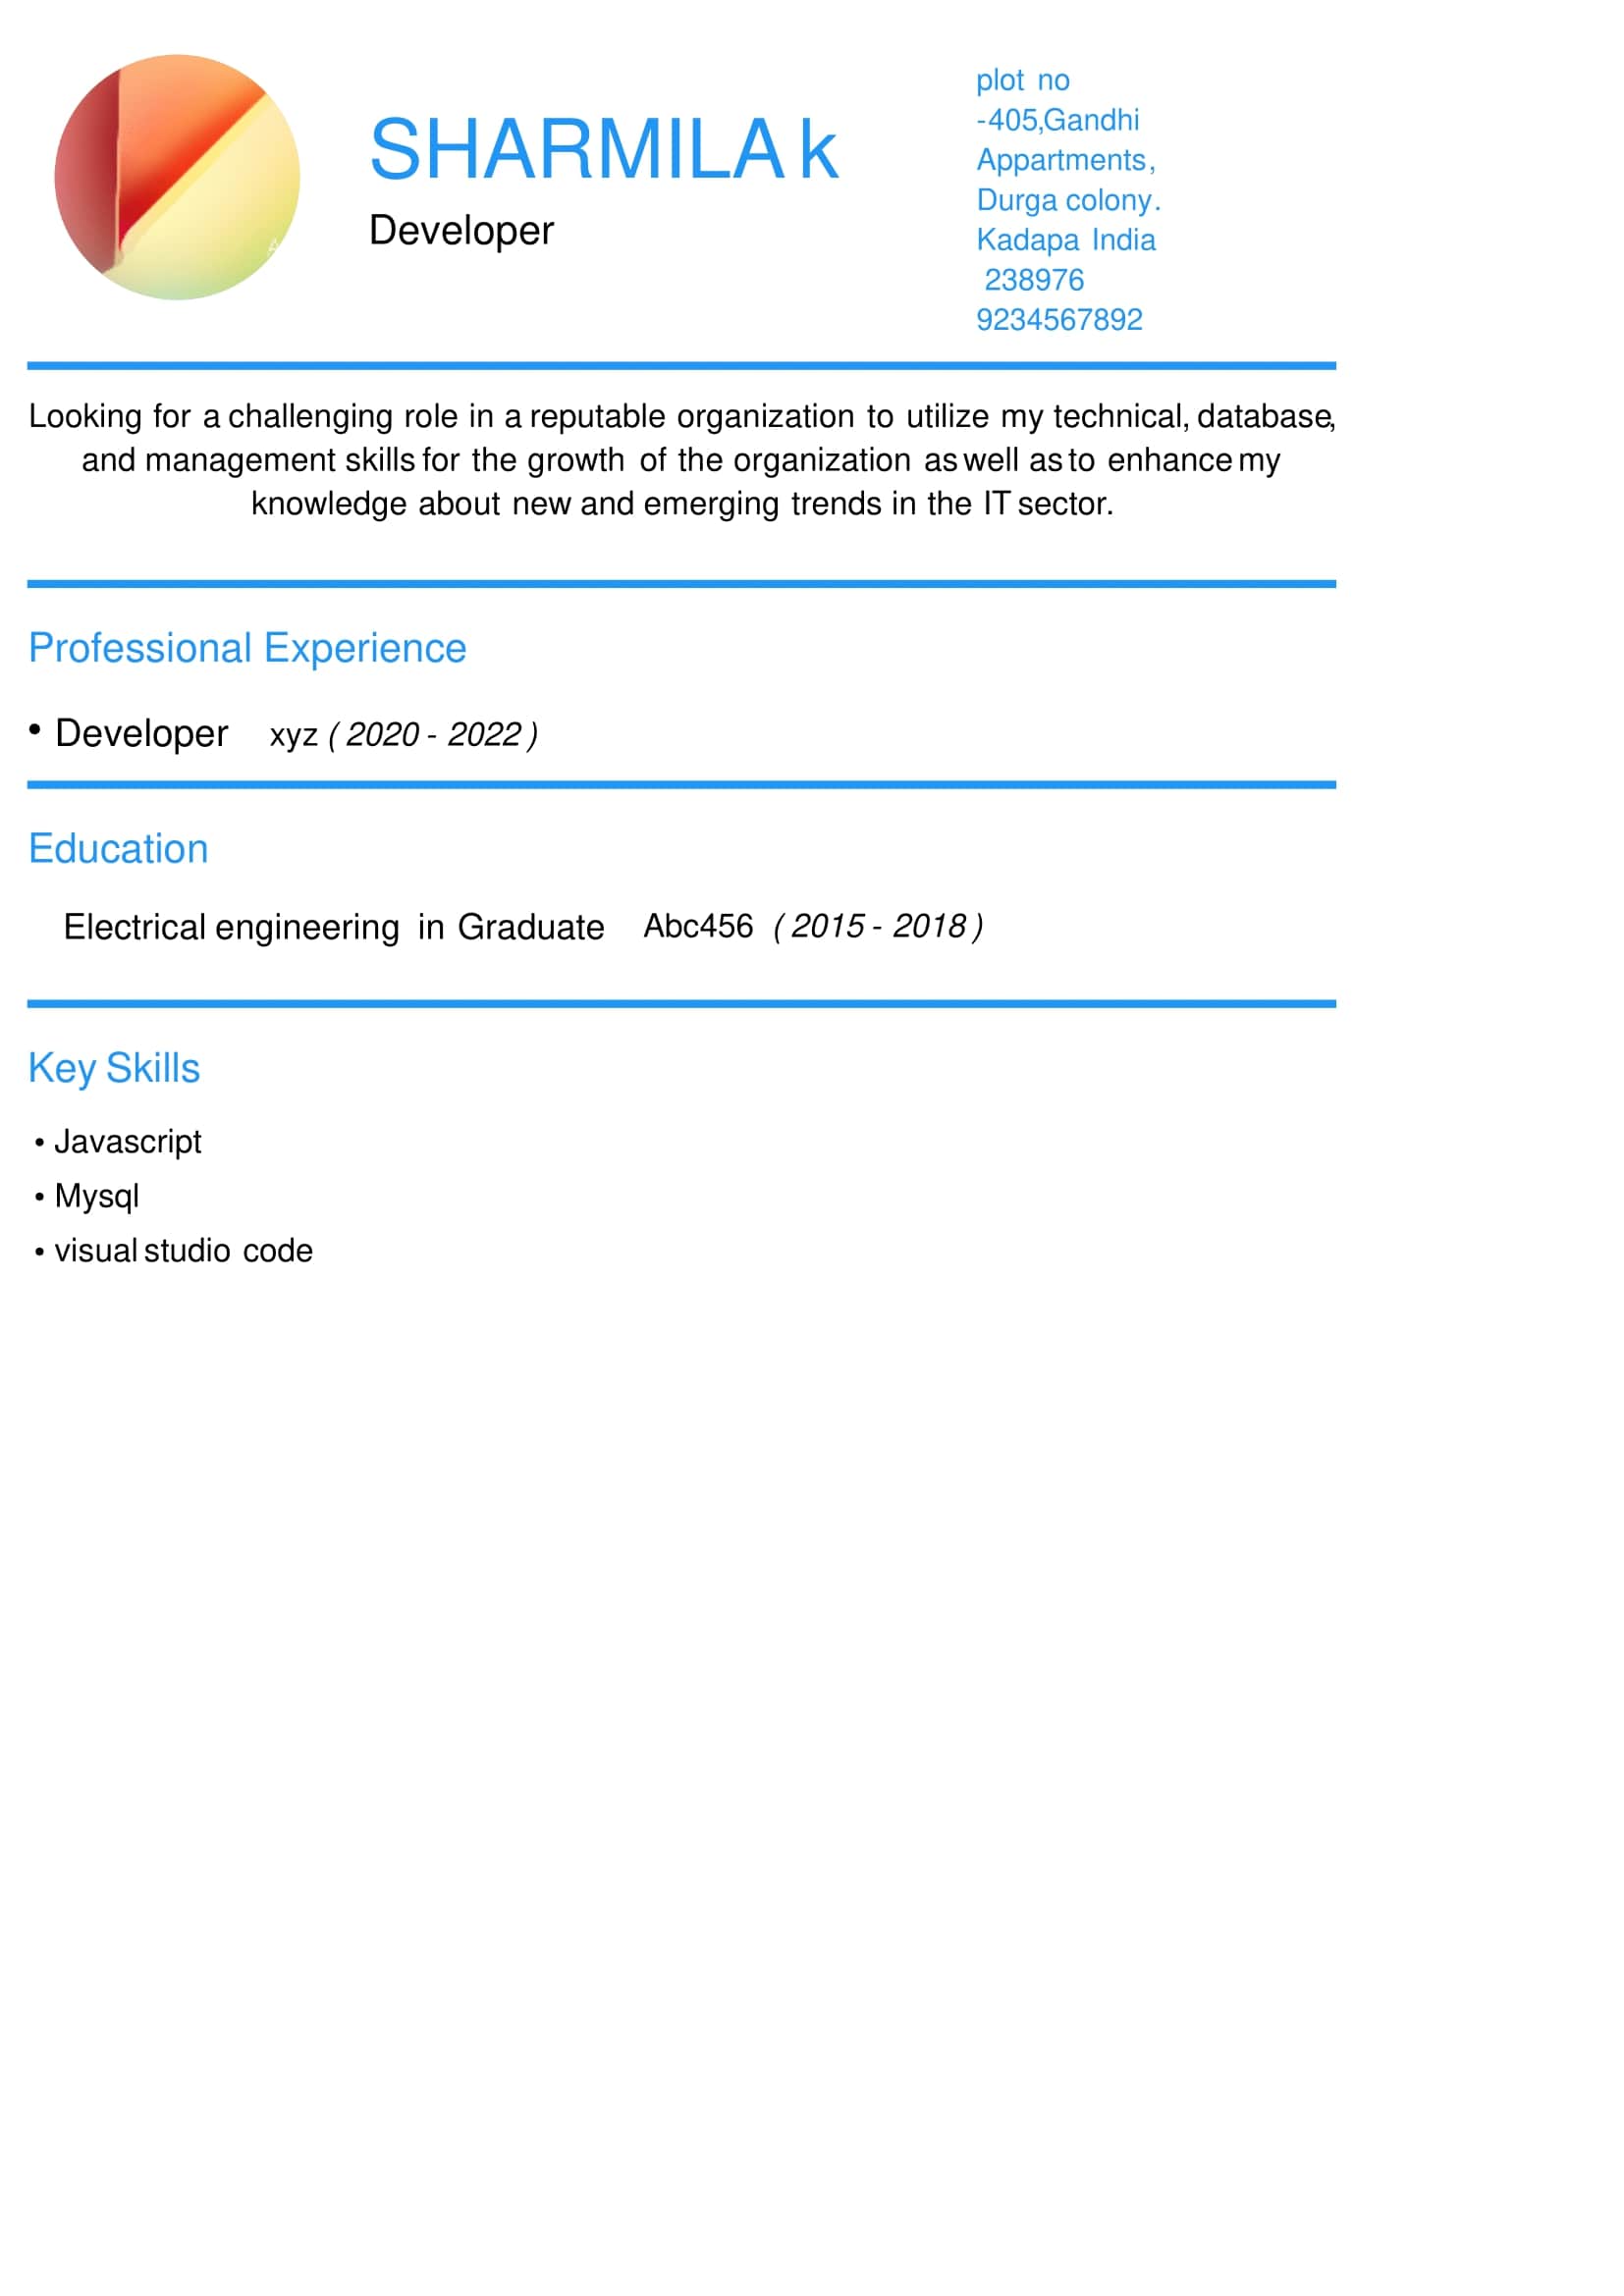 SHARMILA k
Developer
plot no
-405,Gandhi
Appartments,
Durga colony.
Kadapa India
238976
9234567892
Looking for a challenging role in a reputable organization to utilize my technical, database,
and management skills for the growth of the organization as well as to enhance my
knowledge about new and emerging trends in the IT sector.
Professional Experience
• Developer xyz ( 2020 - 2022 )
Education
Electrical engineering in Graduate Abc456 ( 2015 - 2018 )
Key Skills
• Javascript
• Mysql
• visual studio code